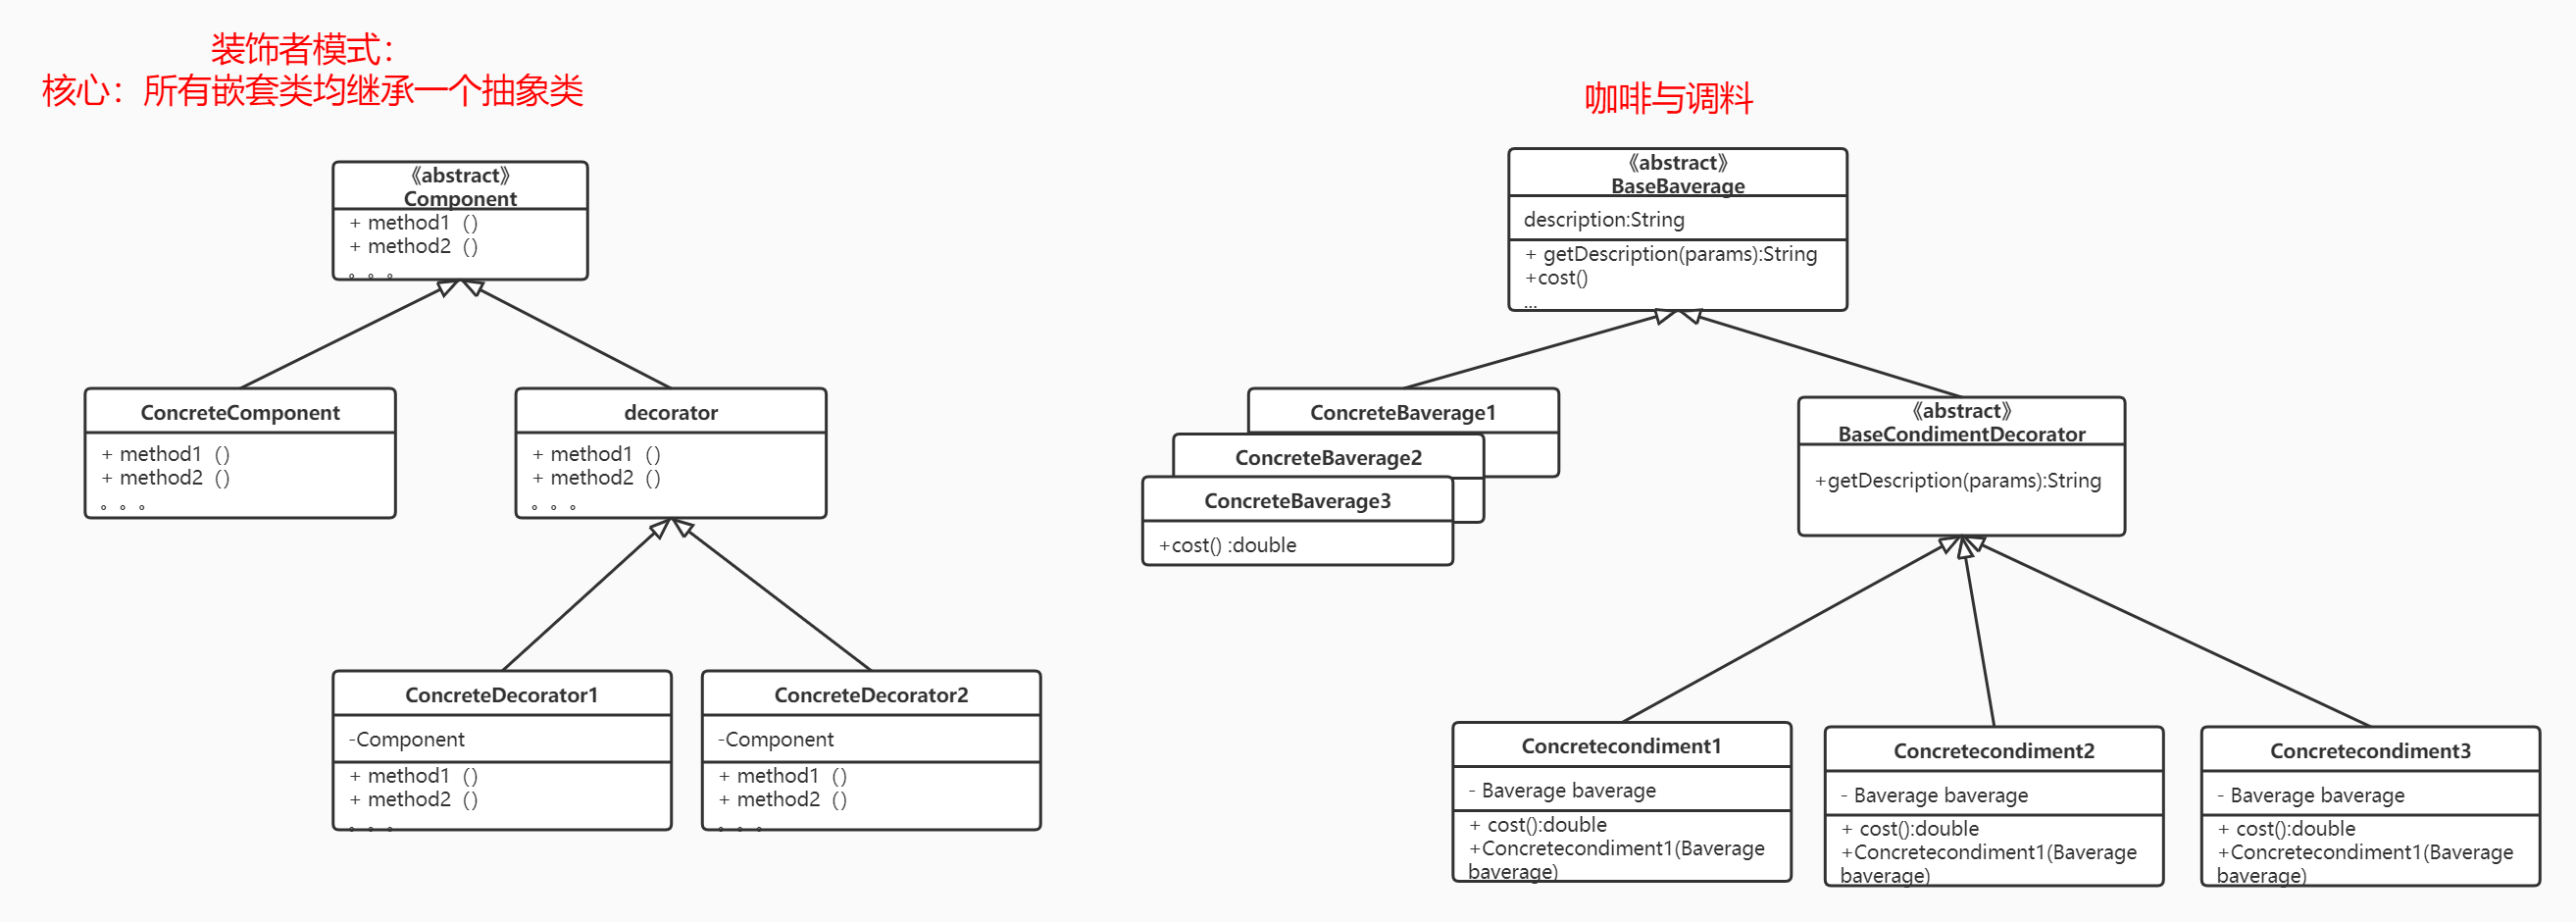 装饰者模式：
核心：所有嵌套类均继承一个抽象类
《abstract》
Component
+ method1（）
+ method2（）
。。。
ConcreteComponent
+ method1（）
+ method2（）
。。。
decorator
+ method1（）
+ method2（）
。。。
ConcreteDecorator1
-Component
+ method1（）
+ method2（）
。。。
ConcreteDecorator2
-Component
+ method1（）
+ method2（）
。。。
咖啡与调料
《abstract》
BaseBaverage
description:String
+ getDescription(params):String
+cost()
...
ConcreteBaverage1
ConcreteBaverage2
ConcreteBaverage3
+cost() :double
《abstract》
BaseCondimentDecorator
+getDescription(params):String
Concretecondiment1
- Baverage baverage
+ cost():double
+Concretecondiment1(Baverage
baverage)
Concretecondiment2
- Baverage baverage
+ cost():double
+Concretecondiment1(Baverage
baverage)
Concretecondiment3
- Baverage baverage
+ cost():double
+Concretecondiment1(Baverage
baverage)